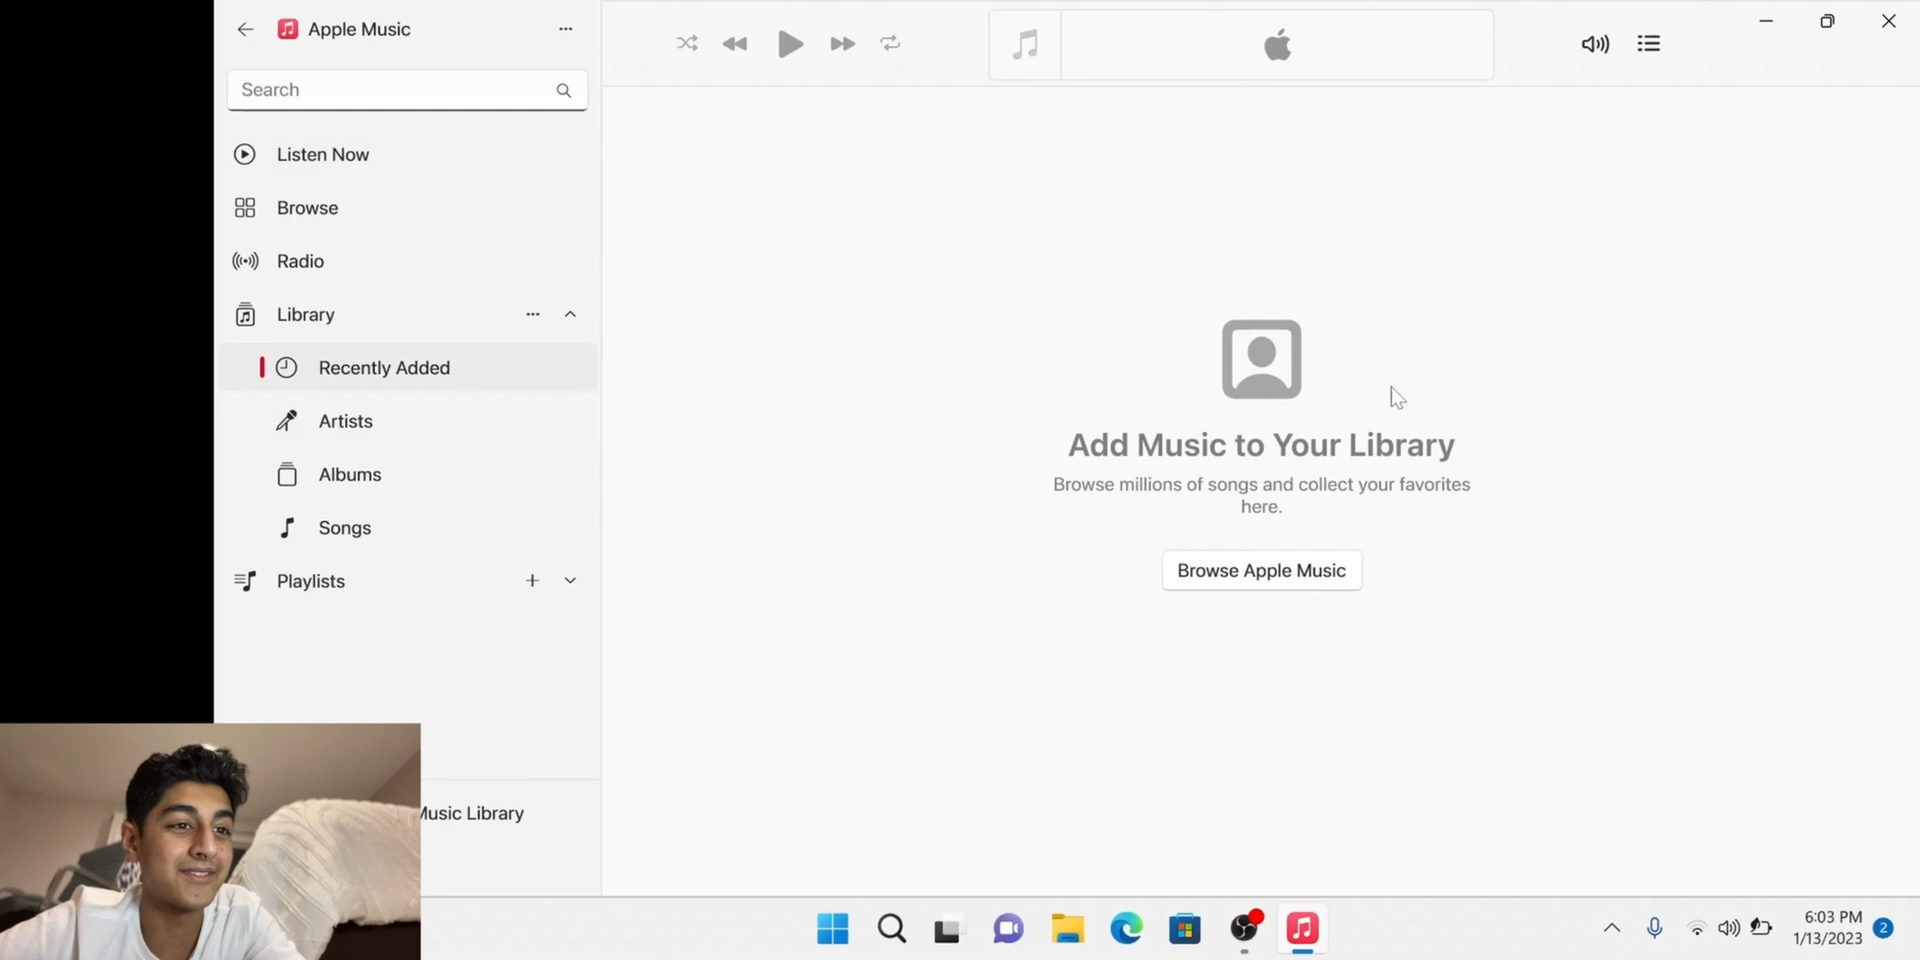 Apple Music
Search
Listen Now
Browse
Radio
Library
Recently Added
Artists
Albums
Songs
Playlists
Music Library
Add Music to Your Library
Browse millions of songs and collect your favorites
here.
Browse Apple Music
6:03 PM
1/13/2023
2